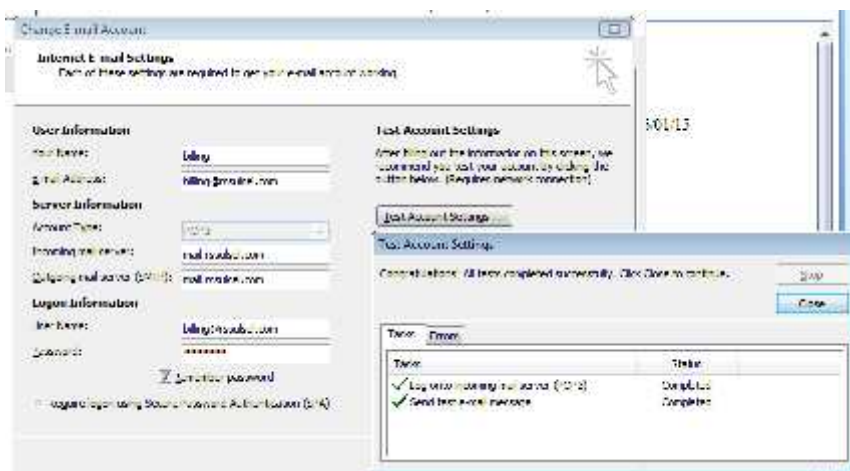 Change E-mail Account
Internet E-mail Settings
Each of these settings are required to get your e-mail account working.
User Information
Your Name:
billing
E-mail Address:
Server Information
Account Type:
Incoming mail server:
Outgoing mail server (SMTP):
Logon Information
User Name:
Password:
Remember password
Require logon using Secure Password Authentication (SPA)
Test Account Settings
After filling out the information on this screen, we
recommend you test your account by clicking the
button below. (Requires network connection)
Test Account Settings ...
/01/15
Test Account Settings
Congratulations! All tests completed successfully. Click Close to continue.
Stop
Close
Tasks
Errors
Tasks
Status
Log onto incoming mail server (POP3)
Completed
Send test e-mail message
Completed